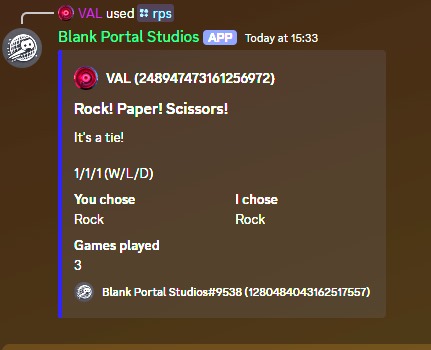 VAL used rps
Blank Portal Studios APP Today at 15:33
VAL (248947473161256972)
Rock! Paper! Scissors!
It's a tie!
1/1/1 (W/L/D)
You chose I chose
Rock Rock
Games played
3
Blank Portal Studios#9538 (1280484043162517557)